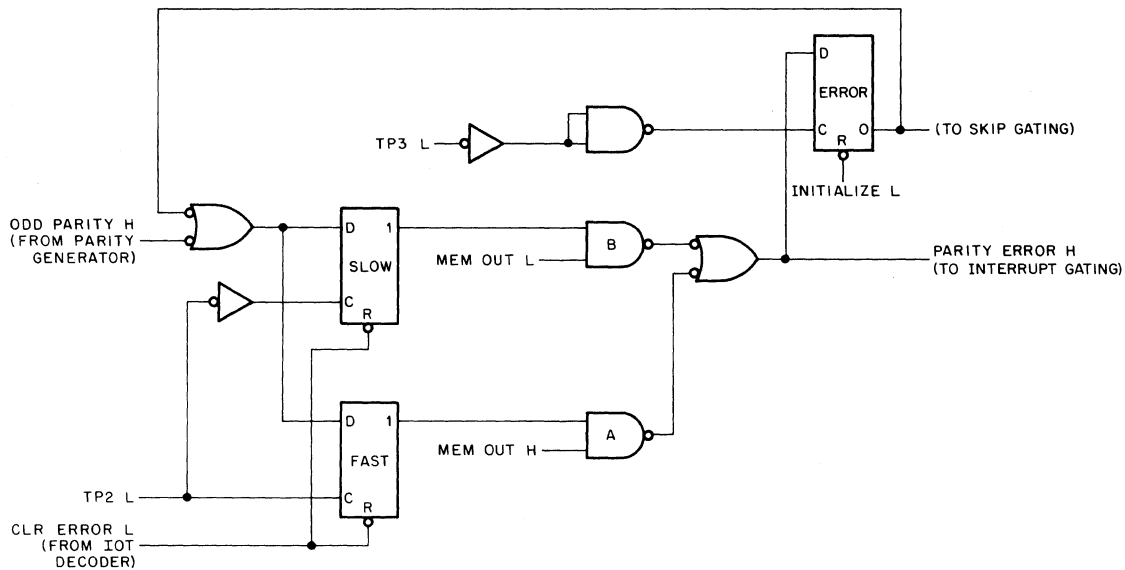 D
ERROR
TP3 L
C
O
(TO SKIP GATING)
R
INITIALIZE L
ODD PARITY H
(FROM PARITY
GENERATOR)
D
1
SLOW
C
R
B
MEM OUT L
PARITY ERROR H
(TO INTERRUPT GATING)
D
1
FAST
C
R
A
MEM OUT H
TP2 L
CLR ERROR L
(FROM IOT
DECODER)